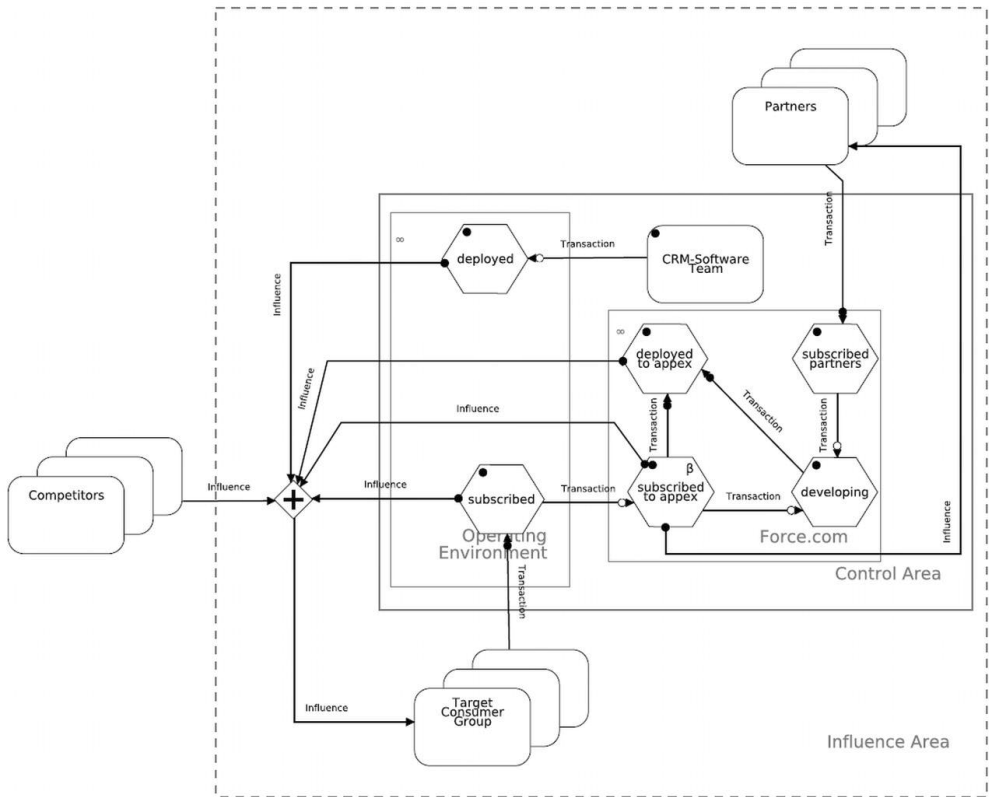 Partners
Transaction
∞
deployed
Transaction
CRM-Software
Team
Influence
∞
deployed
to appex
subscribed
partners
Influence
Transaction
Transaction
Transaction
Influence
β
subscribed
to appex
developing
Competitors
Influence
Influence
subscribed
Transaction
Transaction
Influence
Operating
Environment
Force.com
Control Area
Transaction
Target
Consumer
Group
Influence
Influence Area